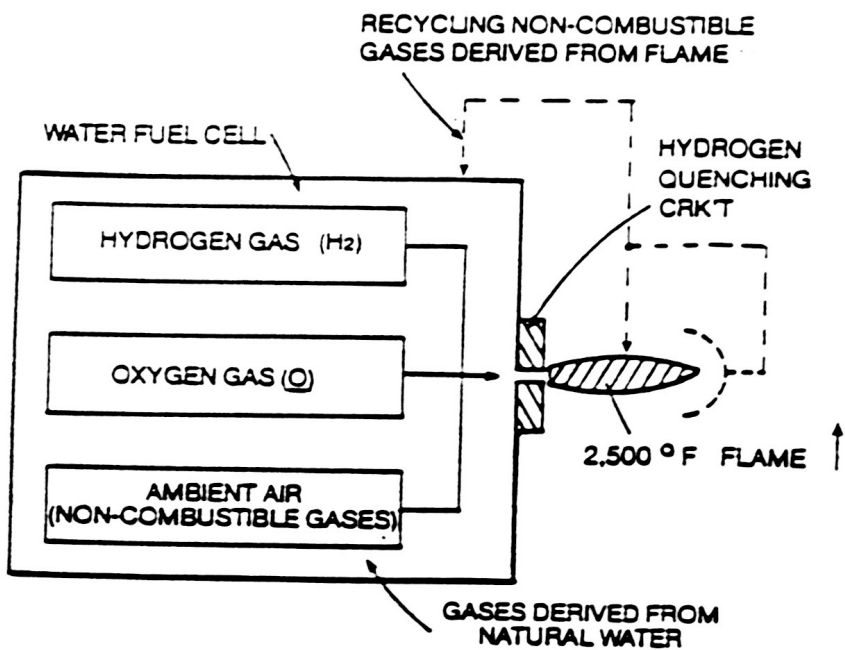 RECYCLING NON-COMBUSTIBLE
GASES DERIVED FROM FLAME
WATER FUEL CELL
HYDROGEN
QUENCHING
CRK'T
HYDROGEN GAS (H2)
OXYGEN GAS (O)
2,500 °F FLAME
AMBIENT AIR
(NON-COMBUSTIBLE GASES)
GASES DERIVED FROM
NATURAL WATER